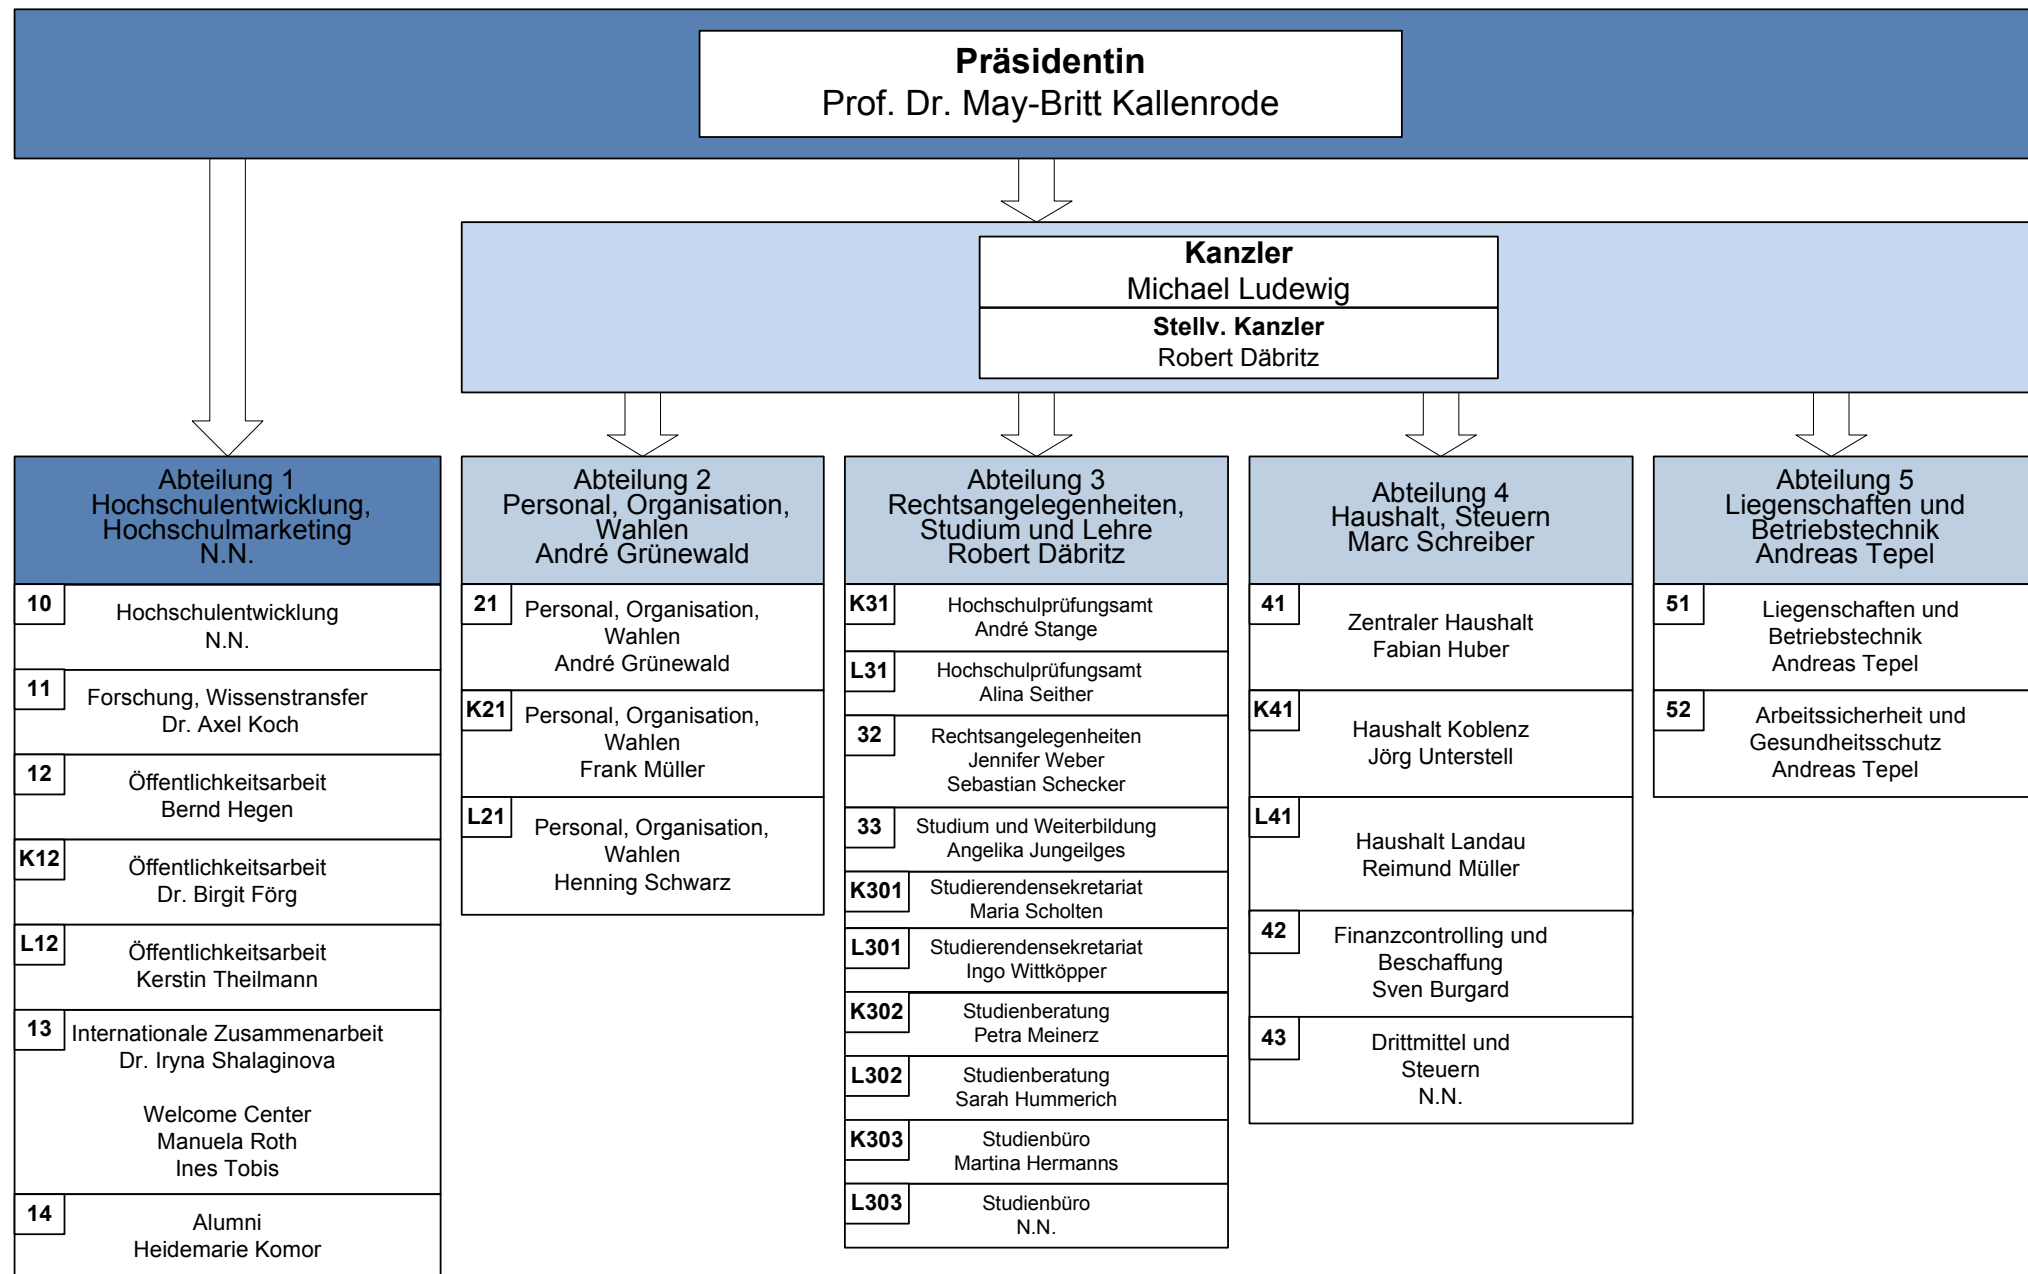 Präsidentin
Prof. Dr. May-Britt Kallenrode
Kanzler
Michael Ludewig
Stellv. Kanzler
Robert Däbritz
Abteilung 1
Hochschulentwicklung,
Hochschulmarketing
N.N.
10
Hochschulentwicklung
N.N.
11
Forschung, Wissenstransfer
Dr. Axel Koch
12
Öffentlichkeitsarbeit
Bernd Hegen
K12
Öffentlichkeitsarbeit
Dr. Birgit Förg
L12
Öffentlichkeitsarbeit
Kerstin Theilmann
13
Internationale Zusammenarbeit
Dr. Iryna Shalaginova
Welcome Center
Manuela Roth
Ines Tobis
14
Alumni
Heidemarie Komor
Abteilung 2
Personal, Organisation,
Wahlen
André Grünewald
21
Personal, Organisation,
Wahlen
André Grünewald
K21
Personal, Organisation,
Wahlen
Frank Müller
L21
Personal, Organisation,
Wahlen
Henning Schwarz
Abteilung 3
Rechtsangelegenheiten,
Studium und Lehre
Robert Däbritz
K31
Hochschulprüfungsamt
André Stange
L31
Hochschulprüfungsamt
Alina Seither
32
Rechtsangelegenheiten
Jennifer Weber
Sebastian Schecker
33
Studium und Weiterbildung
Angelika Jungeilges
K301
Studierendensekretariat
Maria Scholten
L301
Studierendensekretariat
Ingo Wittköpper
K302
Studienberatung
Petra Meinerz
L302
Studienberatung
Sarah Hummerich
K303
Studienbüro
Martina Hermanns
L303
Studienbüro
N.N.
Abteilung 4
Haushalt, Steuern
Marc Schreiber
41
Zentraler Haushalt
Fabian Huber
K41
Haushalt Koblenz
Jörg Unterstell
L41
Haushalt Landau
Reimund Müller
42
Finanzcontrolling und
Beschaffung
Sven Burgard
43
Drittmittel und
Steuern
N.N.
Abteilung 5
Liegenschaften und
Betriebstechnik
Andreas Tepel
51
Liegenschaften und
Betriebstechnik
Andreas Tepel
52
Arbeitssicherheit und
Gesundheitsschutz
Andreas Tepel